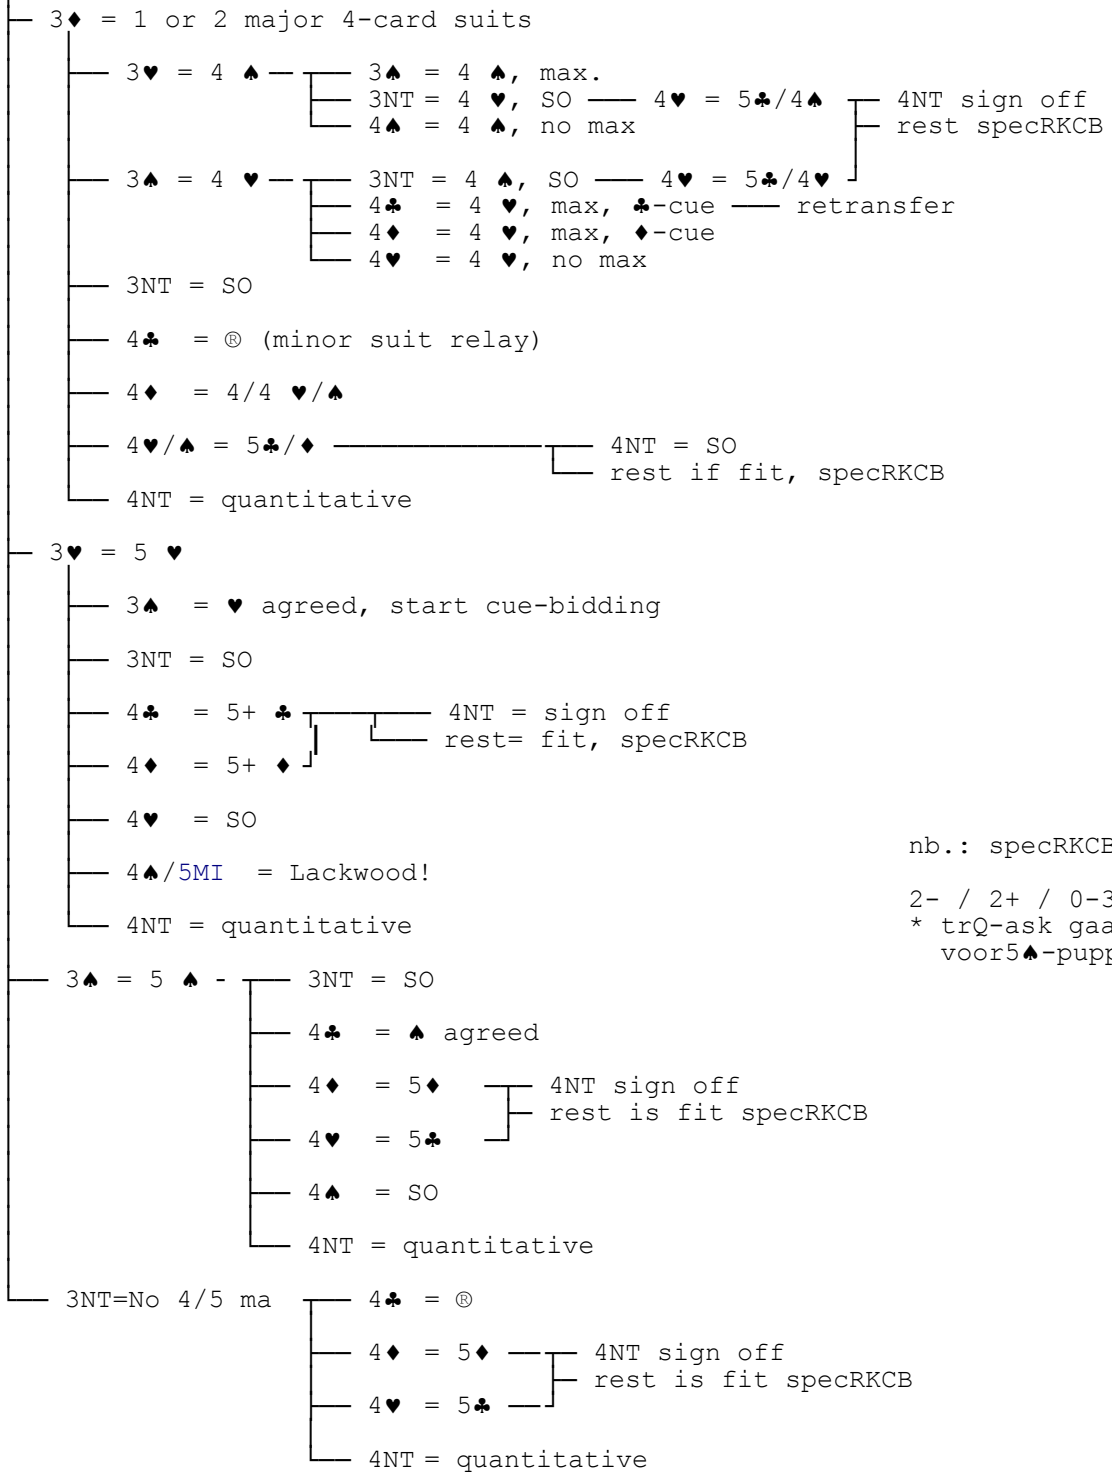 3♦ = 1 or 2 major 4-card suits
3♥ = 4 ♠ 3♠ = 4 ♠, max.
3NT = 4 ♥, SO 4♥ = 5♣/4♠ 4NT sign off
4♠ = 4 ♠, no max rest specRKCB
3♠ = 4 ♥ 3NT = 4 ♠, SO 4♥ = 5♣/4♥
4♣ = 4 ♥, max, ♣-cue retransfer
4♦ = 4 ♥, max, ♦-cue
4♥ = 4 ♥, no max
3NT = SO
4♣ = ® (minor suit relay)
4♦ = 4/4 ♥/♠
4♥/♠ = 5♣/♦ 4NT = SO
rest if fit, specRKCB
4NT = quantitative
3♥ = 5 ♥
3♠ = ♥ agreed, start cue-bidding
3NT = SO
4♣ = 5+ ♣ 4NT = sign off
rest= fit, specRKCB
4♦ = 5+ ♦
4♥ = SO
nb.: specRKCB
4♠/5MI = Lackwood!
2- / 2+ / 0-3
4NT = quantitative
* trQ-ask gaa
voor5♠-pupp
3♠ = 5 ♠ - 3NT = SO
4♣ = ♠ agreed
4♦ = 5♦ 4NT sign off
rest is fit specRKCB
4♥ = 5♣
4♠ = SO
4NT = quantitative
3NT=No 4/5 ma 4♣ = ®
4♦ = 5♦ 4NT sign off
rest is fit specRKCB
4♥ = 5♣
4NT = quantitative